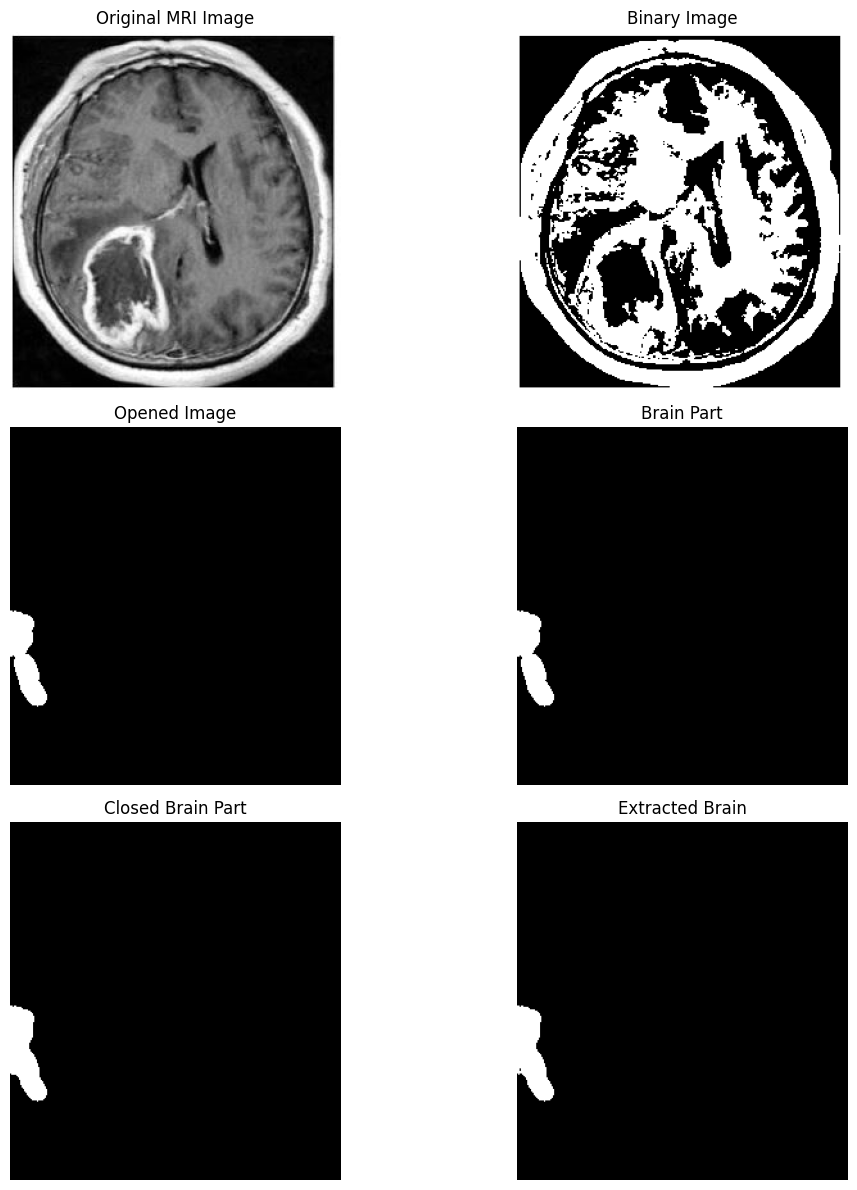 Original MRI Image
Binary Image
Opened Image
Brain Part
Closed Brain Part
Extracted Brain